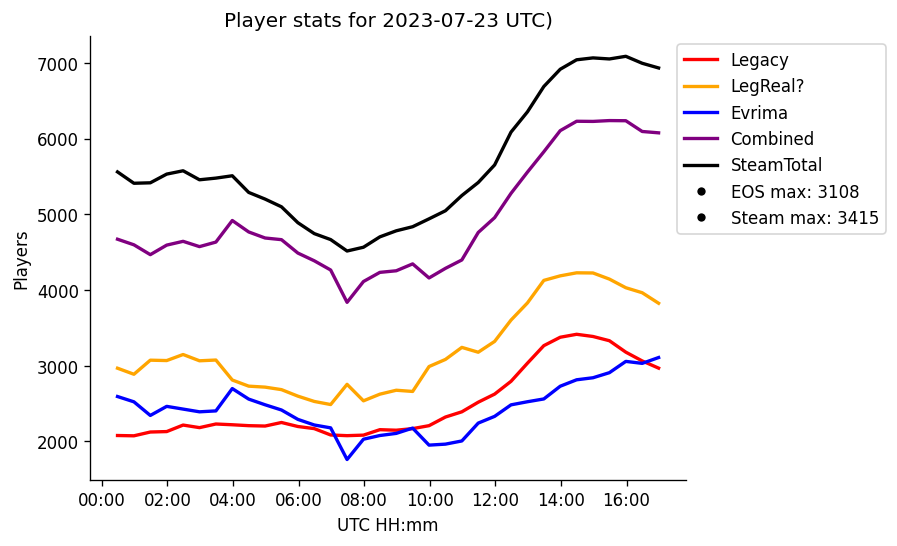 Player stats for 2023-07-23 UTC)
Players
7000
6000
5000
4000
3000
2000
00:00 02:00 04:00 06:00 08:00 10:00 12:00 14:00 16:00
UTC HH:mm
Legacy
LegReal?
Evrima
Combined
SteamTotal
EOS max: 3108
Steam max: 3415